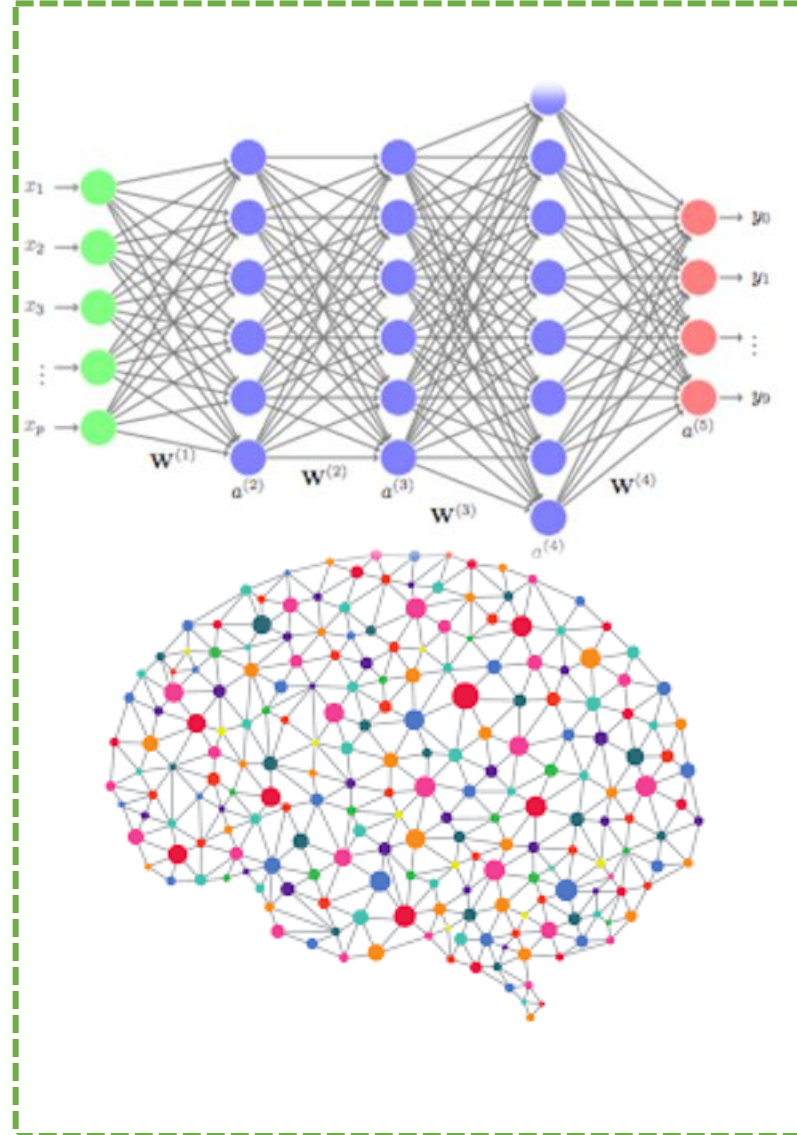 x₁
x₂
x₃
⋮
xₚ
W⁽¹⁾
a⁽²⁾
W⁽²⁾
a⁽³⁾
W⁽³⁾
a⁽⁴⁾
W⁽⁴⁾
a⁽⁵⁾
y₀
y₁
⋮
y₉